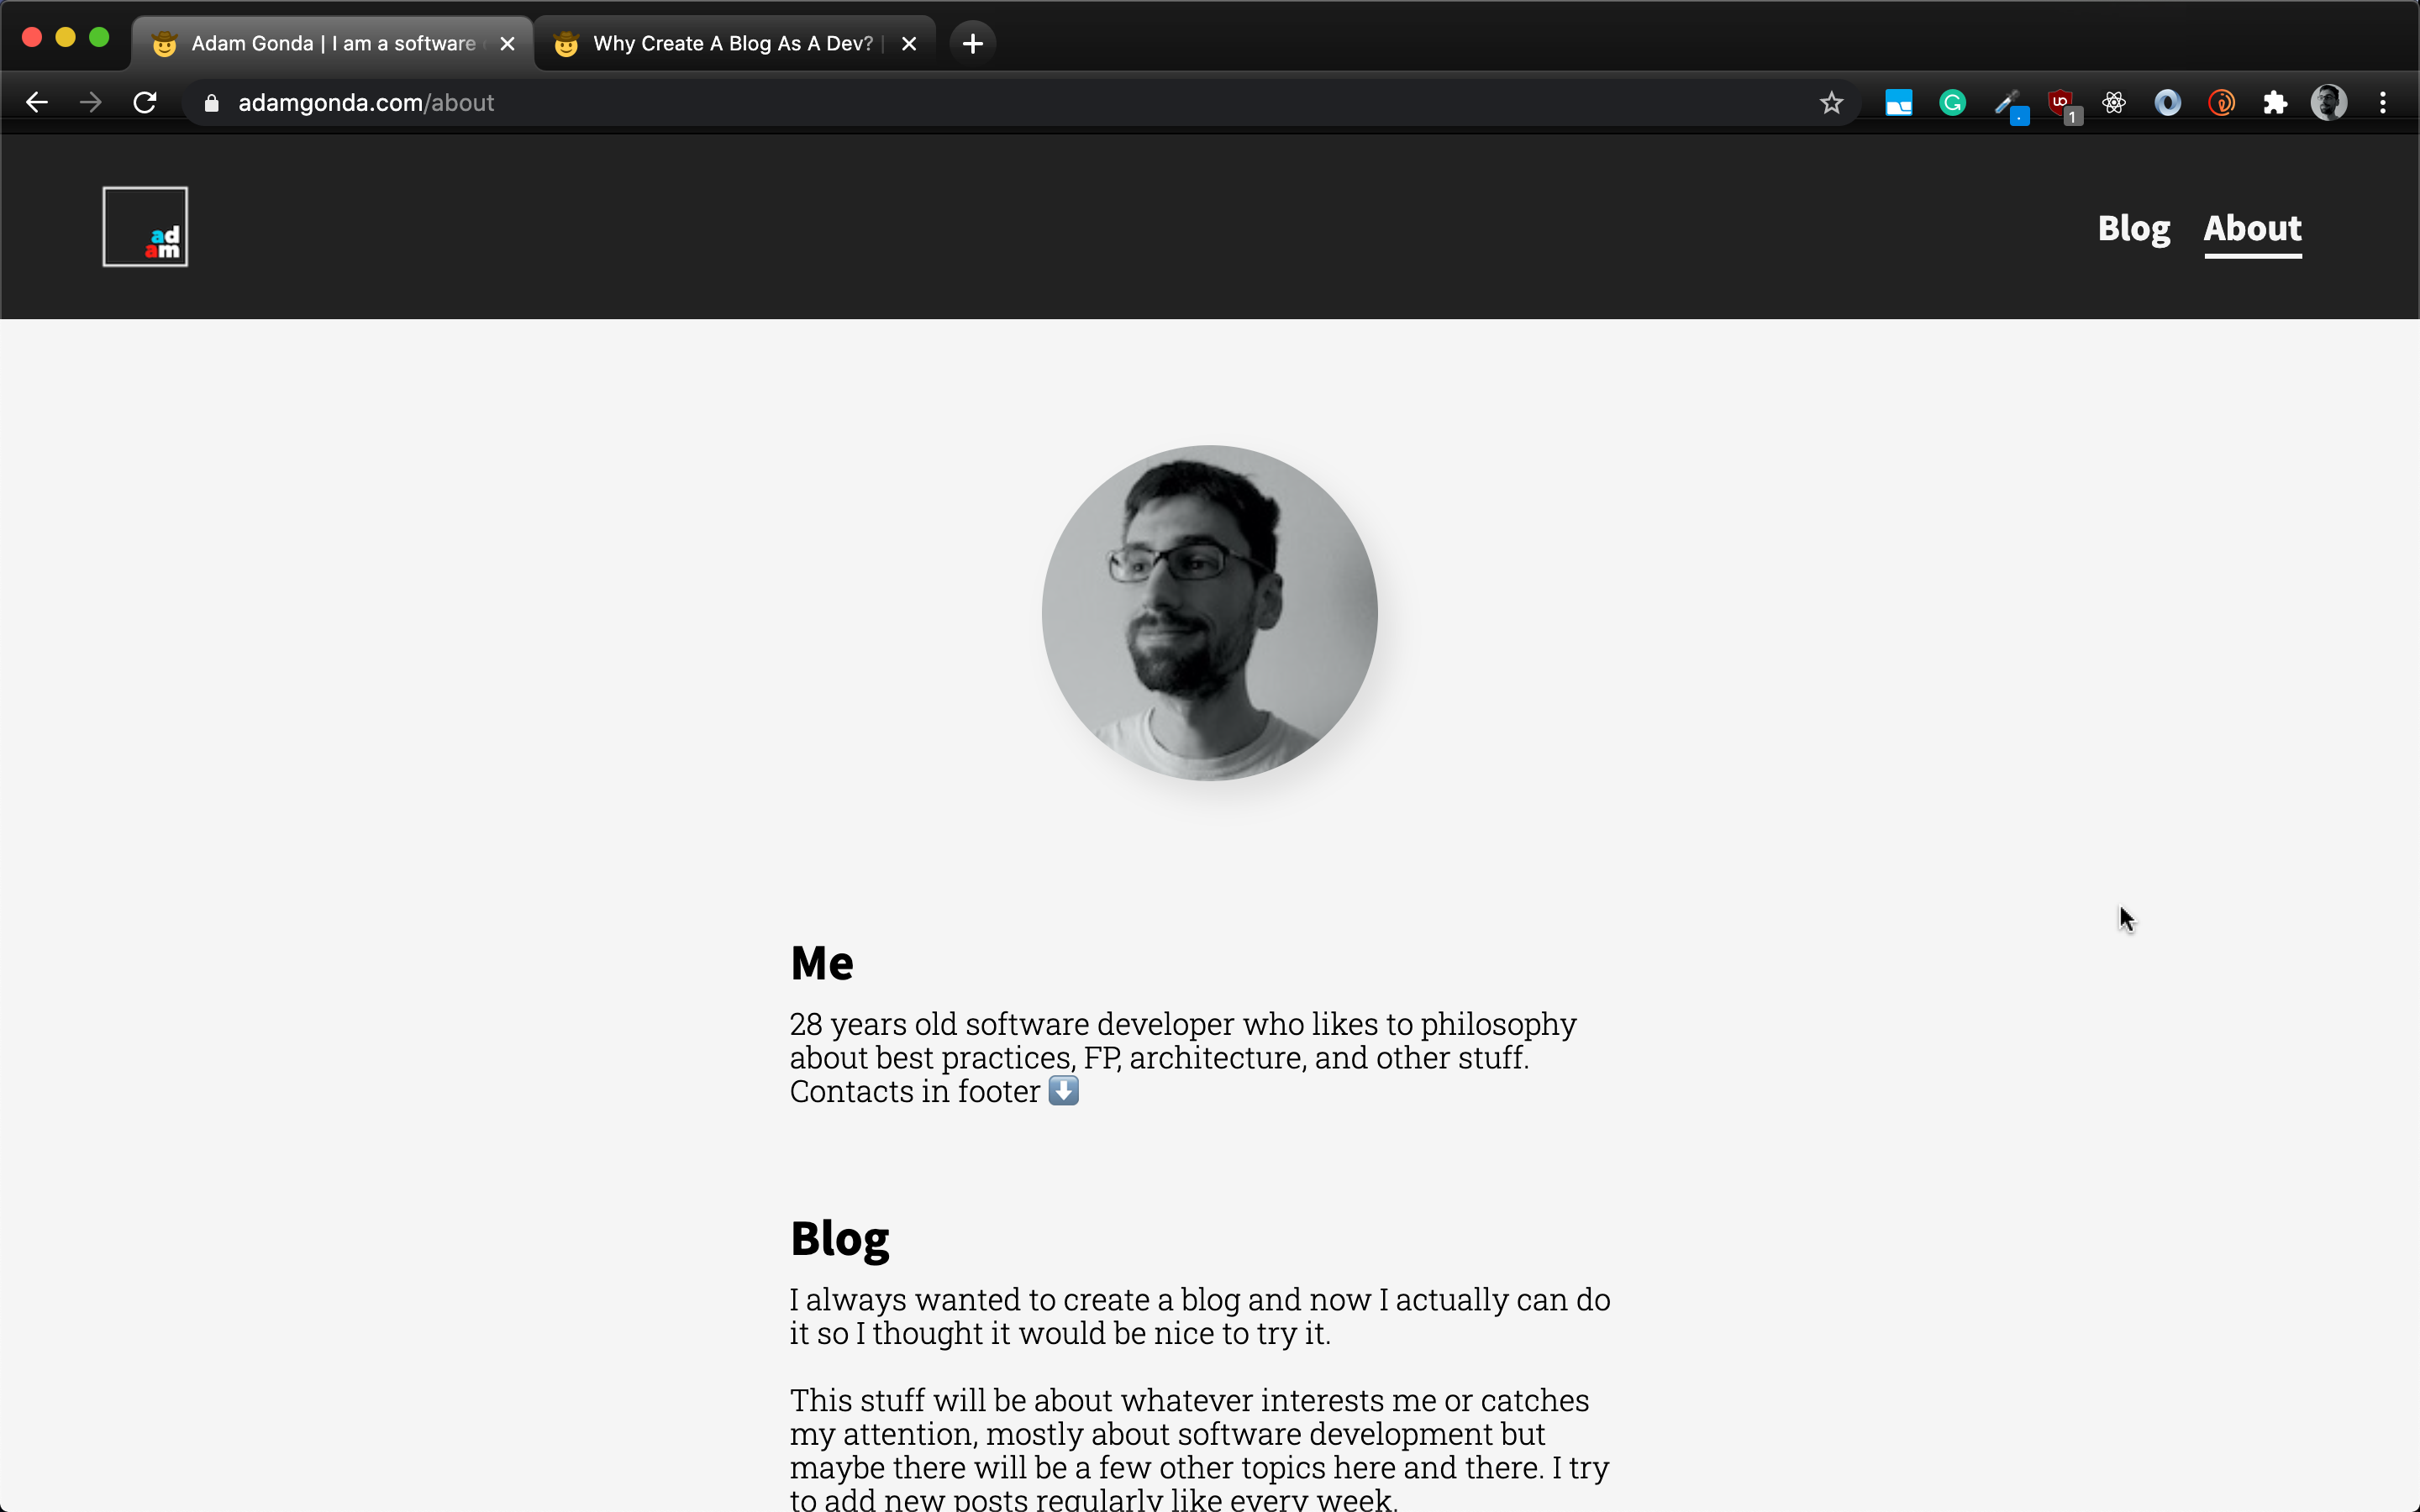 Adam Gonda | I am a software
Why Create A Blog As A Dev? |
adamgonda.com/about
1
ad
am
Blog About
Me
28 years old software developer who likes to philosophy
about best practices, FP, architecture, and other stuff.
Contacts in footer ⬇️
Blog
I always wanted to create a blog and now I actually can do
it so I thought it would be nice to try it.
This stuff will be about whatever interests me or catches
my attention, mostly about software development but
maybe there will be a few other topics here and there. I try
to add new posts regularly like every week.